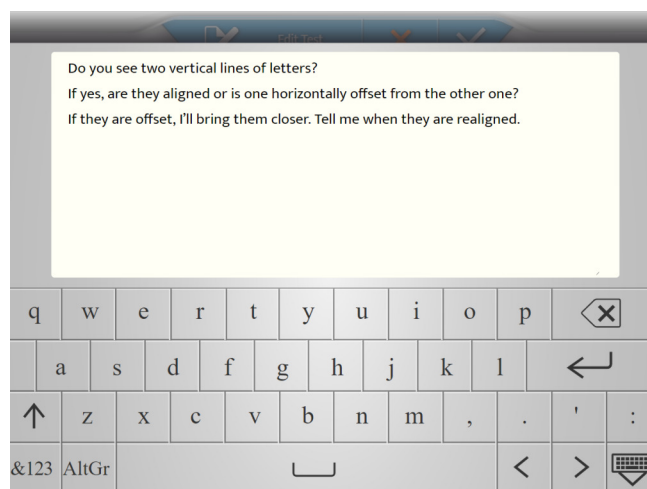 Edit Test
Do you see two vertical lines of letters?
If yes, are they aligned or is one horizontally offset from the other one?
If they are offset, I'll bring them closer. Tell me when they are realigned.
q w e r t y u i o p
a s d f g h j k l
z x c v b n m , . ' :
&123 AltGr < >